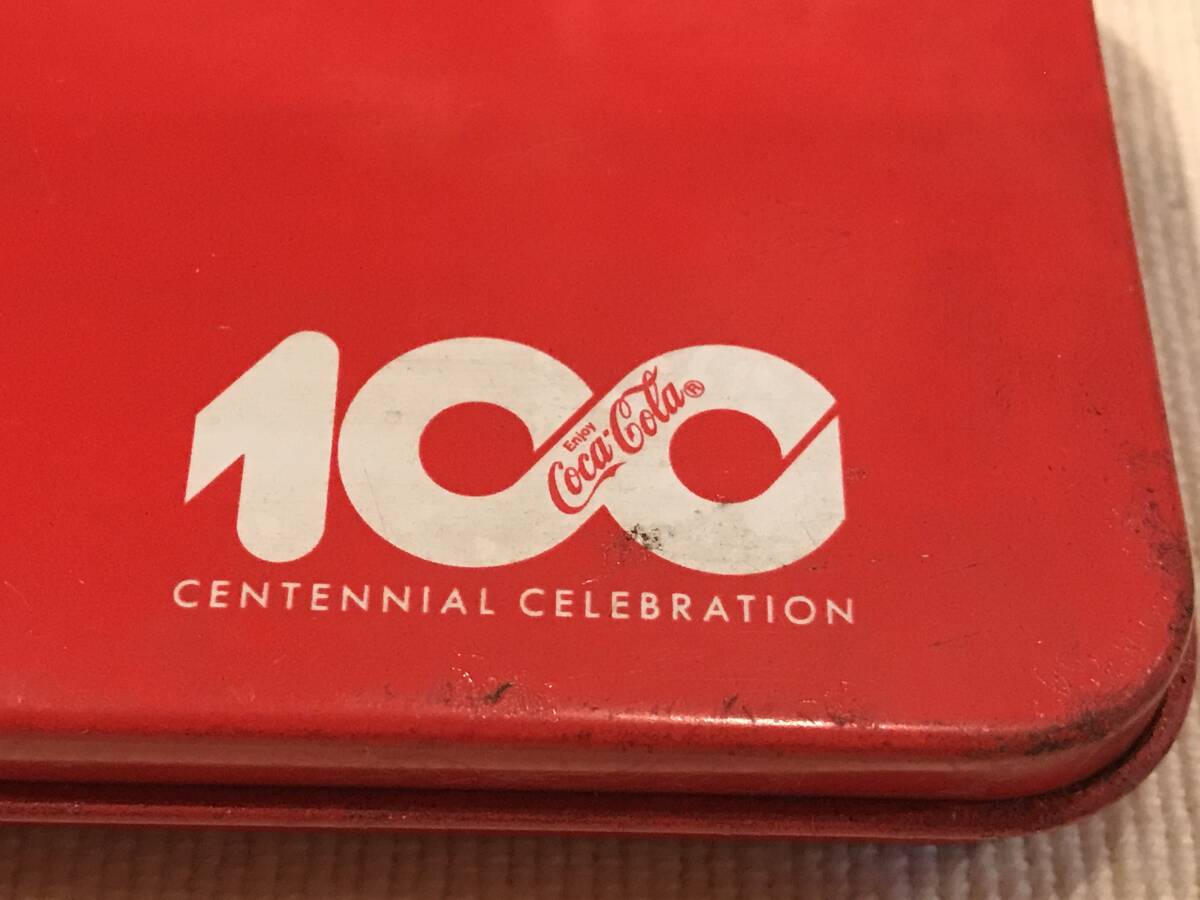 100
Enjoy
Coca-Cola®
CENTENNIAL CELEBRATION